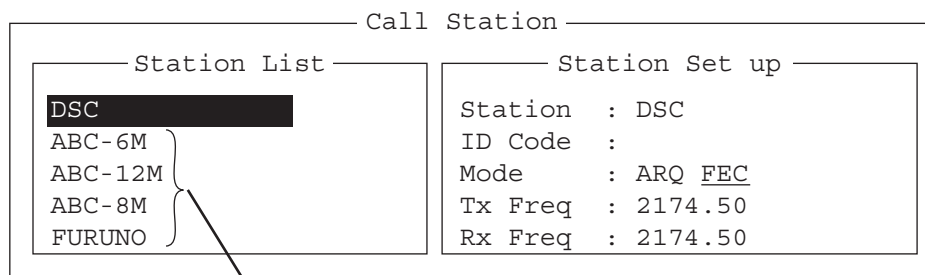 Call Station
Station List
DSC
ABC-6M
ABC-12M
ABC-8M
FURUNO
Station Set up
Station : DSC
ID Code :
Mode : ARQ FEC
Tx Freq : 2174.50
Rx Freq : 2174.50